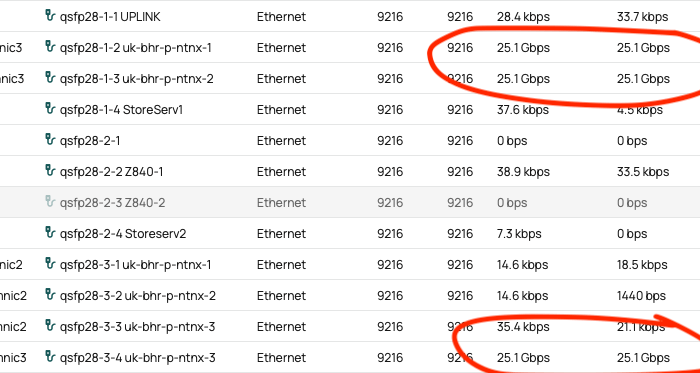 qsfp28-1-1 UPLINK Ethernet 9216 9216 28.4 kbps 33.7 kbps
nic3 qsfp28-1-2 uk-bhr-p-ntnx-1 Ethernet 9216 9216 25.1 Gbps 25.1 Gbps
nic3 qsfp28-1-3 uk-bhr-p-ntnx-2 Ethernet 9216 9216 25.1 Gbps 25.1 Gbps
qsfp28-1-4 StoreServ1 Ethernet 9216 9216 37.6 kbps 4.5 kbps
qsfp28-2-1 Ethernet 9216 9216 0 bps 0 bps
qsfp28-2-2 Z840-1 Ethernet 9216 9216 38.9 kbps 33.5 kbps
qsfp28-2-3 Z840-2 Ethernet 9216 9216 0 bps 0 bps
qsfp28-2-4 Storeserv2 Ethernet 9216 9216 7.3 kbps 0 bps
nic2 qsfp28-3-1 uk-bhr-p-ntnx-1 Ethernet 9216 9216 14.6 kbps 18.5 kbps
nic2 qsfp28-3-2 uk-bhr-p-ntnx-2 Ethernet 9216 9216 14.6 kbps 1440 bps
nic2 qsfp28-3-3 uk-bhr-p-ntnx-3 Ethernet 9216 9216 35.4 kbps 21.1 kbps
nic3 qsfp28-3-4 uk-bhr-p-ntnx-3 Ethernet 9216 9216 25.1 Gbps 25.1 Gbps